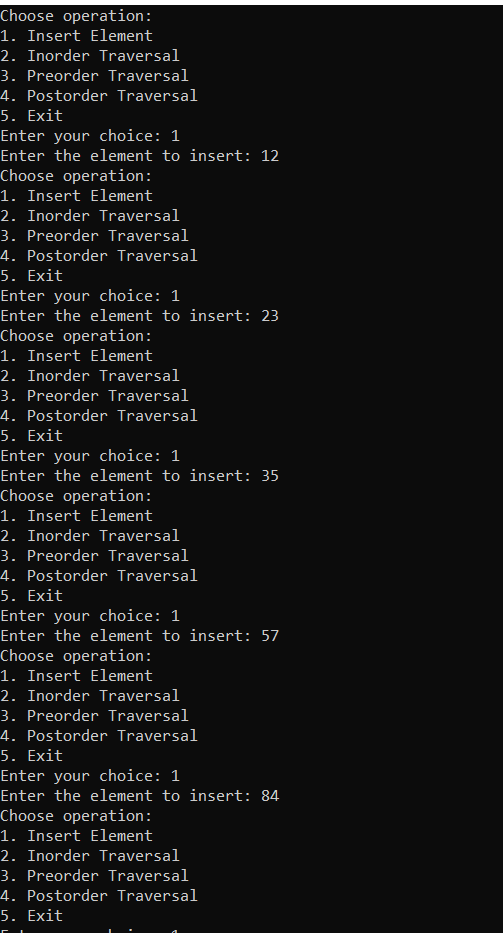 Choose operation:
1. Insert Element
2. Inorder Traversal
3. Preorder Traversal
4. Postorder Traversal
5. Exit
Enter your choice: 1
Enter the element to insert: 12
Choose operation:
1. Insert Element
2. Inorder Traversal
3. Preorder Traversal
4. Postorder Traversal
5. Exit
Enter your choice: 1
Enter the element to insert: 23
Choose operation:
1. Insert Element
2. Inorder Traversal
3. Preorder Traversal
4. Postorder Traversal
5. Exit
Enter your choice: 1
Enter the element to insert: 35
Choose operation:
1. Insert Element
2. Inorder Traversal
3. Preorder Traversal
4. Postorder Traversal
5. Exit
Enter your choice: 1
Enter the element to insert: 57
Choose operation:
1. Insert Element
2. Inorder Traversal
3. Preorder Traversal
4. Postorder Traversal
5. Exit
Enter your choice: 1
Enter the element to insert: 84
Choose operation:
1. Insert Element
2. Inorder Traversal
3. Preorder Traversal
4. Postorder Traversal
5. Exit